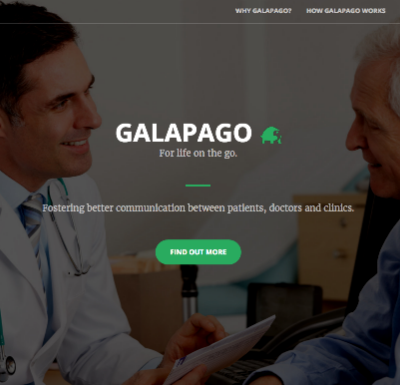 WHY GALAPAGO? HOW GALAPAGO WORKS
GALAPAGO
For life on the go.
Fostering better communication between patients, doctors and clinics.
FIND OUT MORE